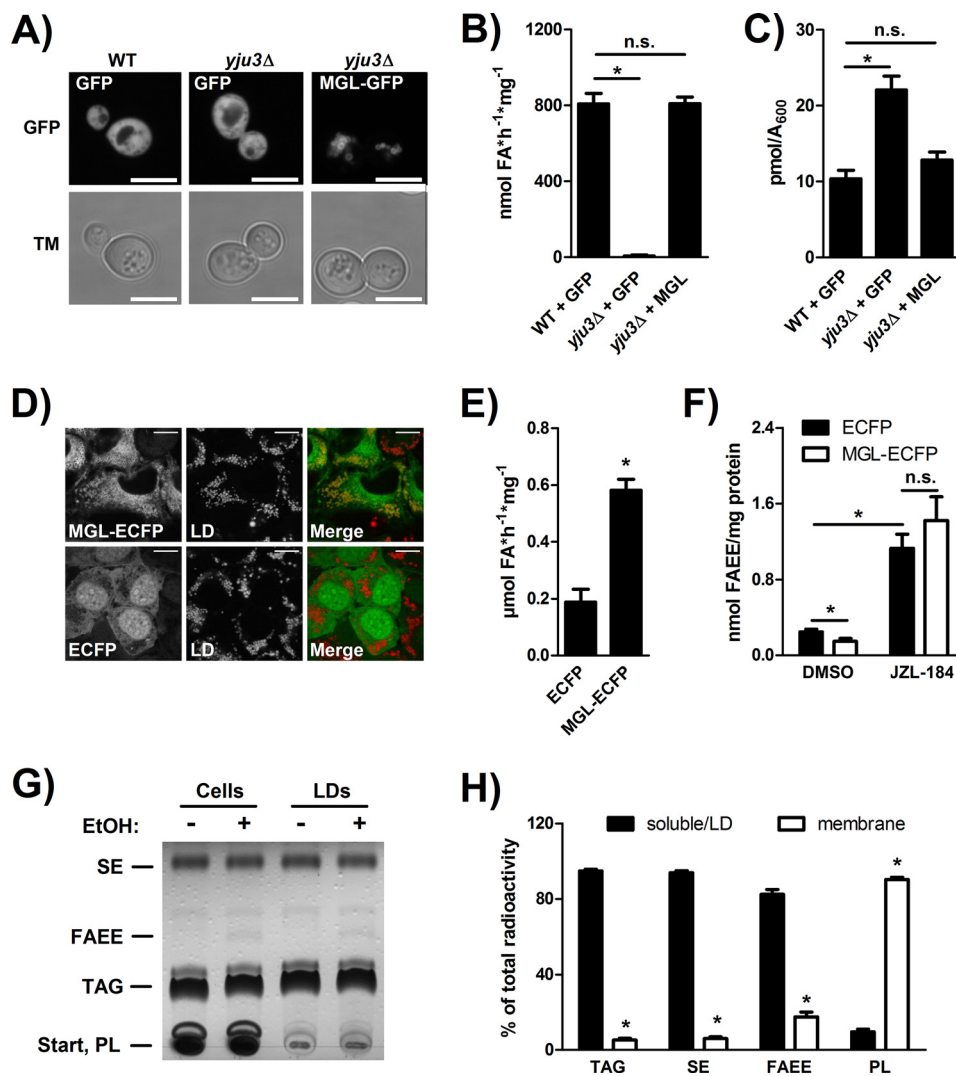 A)
WT
yju3Δ
yju3Δ
GFP
GFP
GFP
MGL-GFP
TM
B)
nmol FA*h-1*mg-1
1200
800
400
0
n.s.
*
WT + GFP
yju3Δ + GFP
yju3Δ + MGL
C)
pmol/A600
30
20
10
0
n.s.
*
WT + GFP
yju3Δ + GFP
yju3Δ + MGL
D)
MGL-ECFP
LD
Merge
ECFP
LD
Merge
E)
µmol FA*h-1*mg-1
0.8
0.6
0.4
0.2
0.0
*
ECFP
MGL-ECFP
F)
ECFP
MGL-ECFP
nmol FAEE/mg protein
2.4
1.6
0.8
0.0
n.s.
*
*
DMSO
JZL-184
G)
Cells
LDs
EtOH:
-
+
-
+
SE
FAEE
TAG
Start, PL
H)
soluble/LD
membrane
% of total radioactivity
120
80
40
0
*
*
*
*
TAG
SE
FAEE
PL